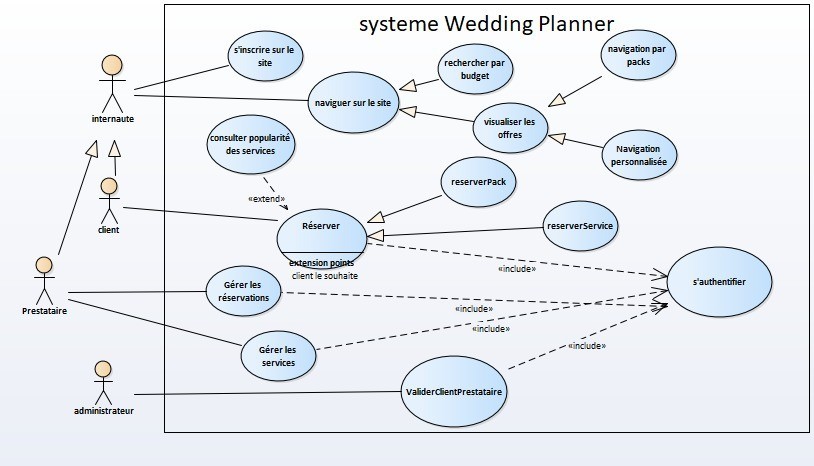 systeme Wedding Planner
s'inscrire sur le
site
rechercher par
budget
navigation par
packs
internaute
naviguer sur le site
visualiser les
offres
consulter popularité
des services
Navigation
personnalisée
reserverPack
«extend»
client
Réserver
reserverService
extension points
client le souhaite
«include»
s'authentifier
Gérer les
réservations
Prestataire
«include»
«include»
Gérer les
services
«include»
ValiderClientPrestataire
administrateur